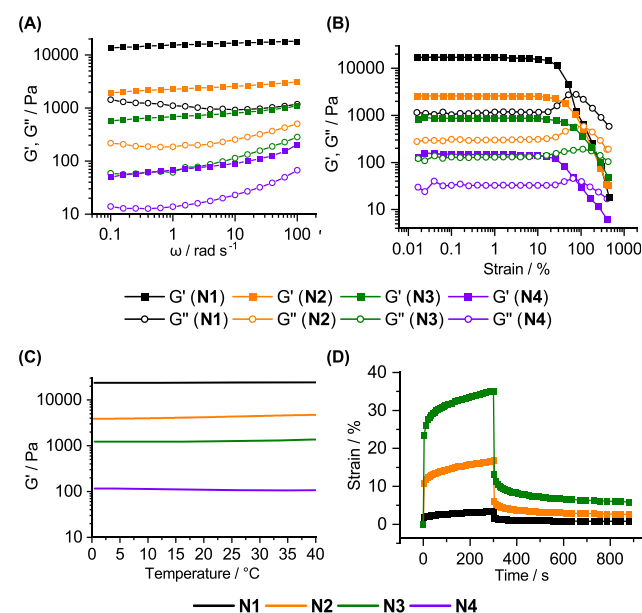 (A)
G', G'' / Pa
10000
1000
100
10
0.1
1
10
100
ω / rad s⁻¹
(B)
G', G'' / Pa
10000
1000
100
10
0.01
0.1
1
10
100
1000
Strain / %
G' (N1) G' (N2) G' (N3) G' (N4)
G'' (N1) G'' (N2) G'' (N3) G'' (N4)
(C)
G' / Pa
10000
1000
100
10
0 5 10 15 20 25 30 35 40
Temperature / °C
(D)
Strain / %
40
30
20
10
0
0 200 400 600 800
Time / s
N1 N2 N3 N4